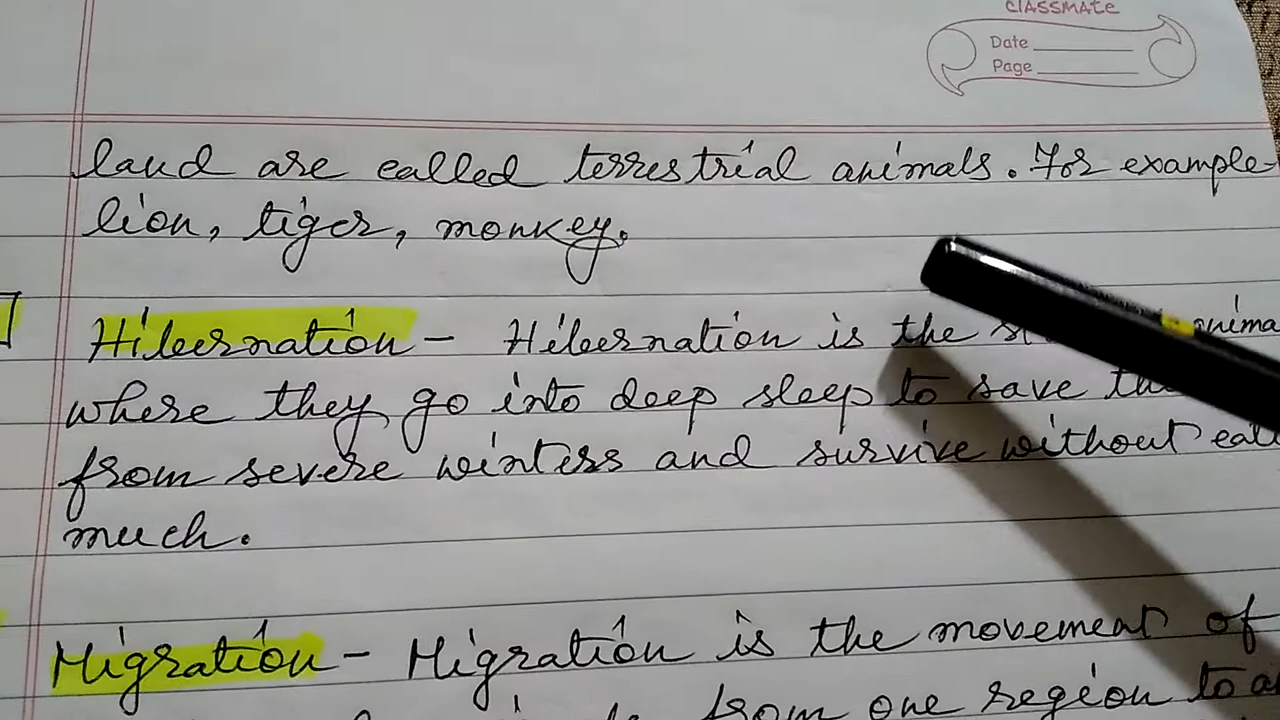 CLASSMATE
Date
Page
land are called terrestrial animals. For example-
lion, tiger, monkey.
Hibernation - Hibernation is the
where they go into deep sleep to save
from severe winters and survive without
much.
Migration - Migration is the movement of
from one region to